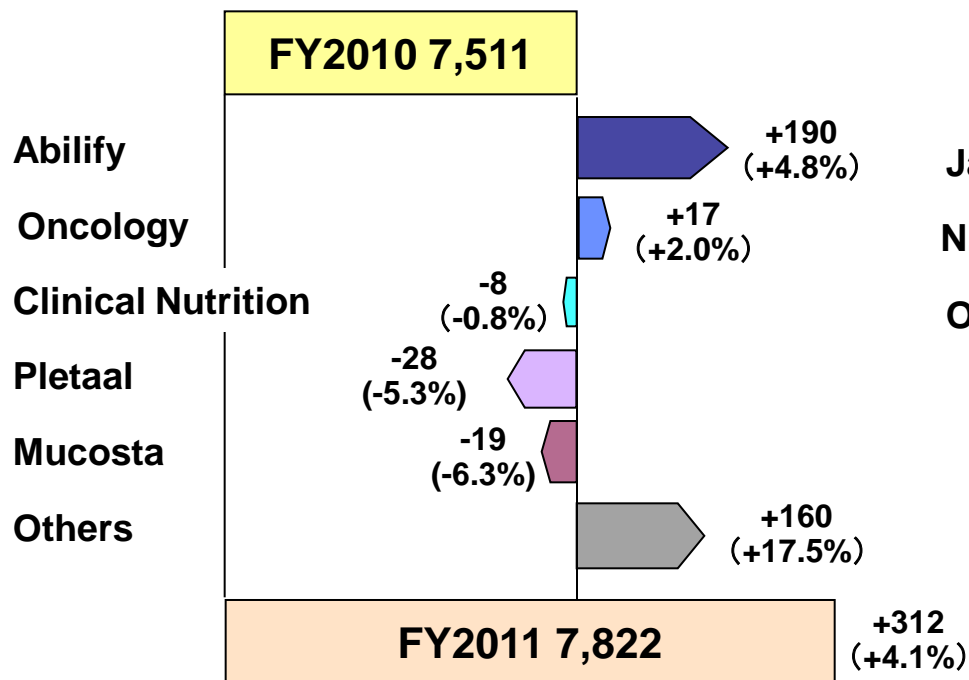 FY2010 7,511
Abilify
+190
（+4.8%）
Oncology
+17
（+2.0%）
Clinical Nutrition
-8
（-0.8%）
Pletaal
-28
(-5.3%)
Mucosta
-19
(-6.3%)
Others
+160
（+17.5%）
FY2011 7,822
+312
（+4.1%）